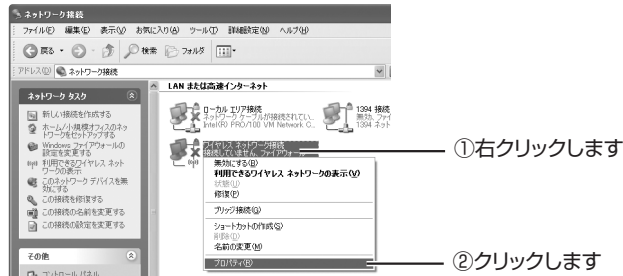 ネットワーク接続
ファイル(F) 編集(E) 表示(V) お気に入り(A) ツール(T) 詳細設定(N) ヘルプ(H)
戻る 検索 フォルダ
アドレス(D) ネットワーク接続
ネットワーク タスク
新しい接続を作成する
ホーム/小規模オフィスのネットワークをセットアップする
Windows ファイアウォールの設定を変更する
利用できるワイヤレス ネットワークの表示
このネットワーク デバイスを無効にする
この接続を修復する
この接続の名前を変更する
この接続の設定を変更する
その他
コントロール パネル
LAN または高速インターネット
ローカル エリア接続
ネットワーク ケーブルが接続されてい...
Intel(R) PRO/100 VM Network C...
1394 接続
無効, ファイ
1394 ネット
ワイヤレス ネットワーク接続
接続していません, ファイアウォー
無効にする(B)
利用できるワイヤレス ネットワークの表示(V)
状態(U)
修復(P)
ブリッジ接続(G)
ショートカットの作成(S)
削除(D)
名前の変更(M)
プロパティ(R)
①右クリックします
②クリックします